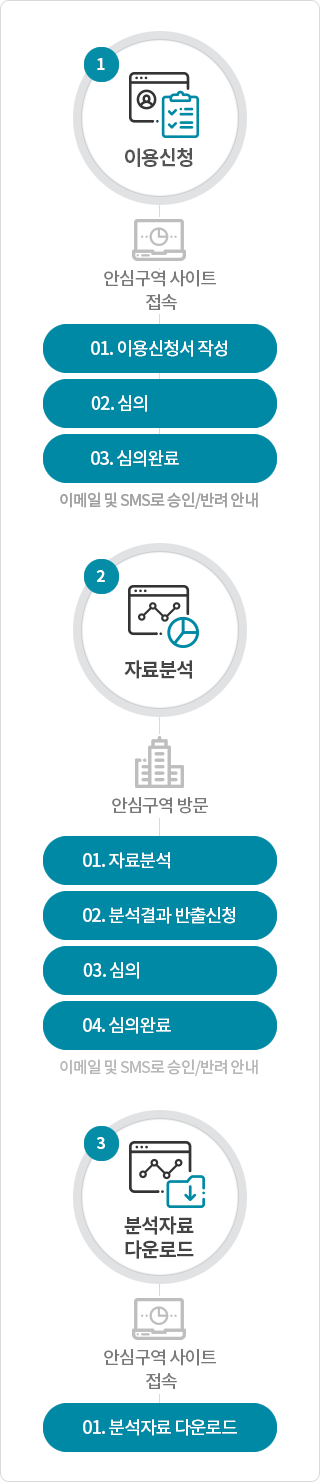 1
이용신청
안심구역 사이트
접속
01. 이용신청서 작성
02. 심의
03. 심의완료
이메일 및 SMS로 승인/반려 안내
2
자료분석
안심구역 방문
01. 자료분석
02. 분석결과 반출신청
03. 심의
04. 심의완료
이메일 및 SMS로 승인/반려 안내
3
분석자료
다운로드
안심구역 사이트
접속
01. 분석자료 다운로드